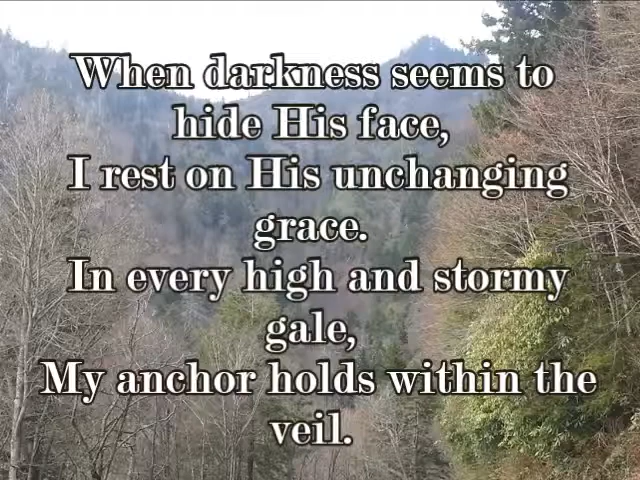 When darkness seems to
hide His face,
I rest on His unchanging
grace.
In every high and stormy
gale,
My anchor holds within the
veil.